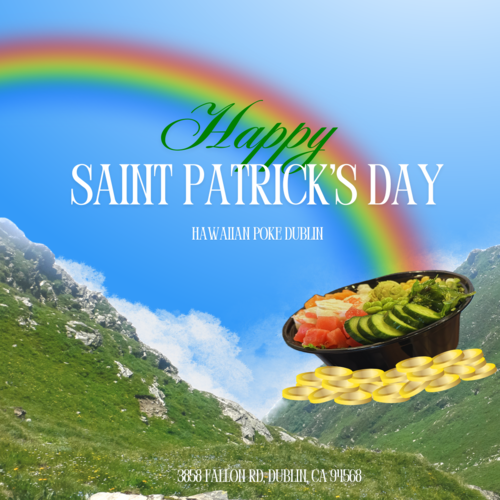 Happy
SAINT PATRICK'S DAY
HAWAIIAN POKE DUBLIN
3858 FALLON RD, DUBLIN, CA 94568